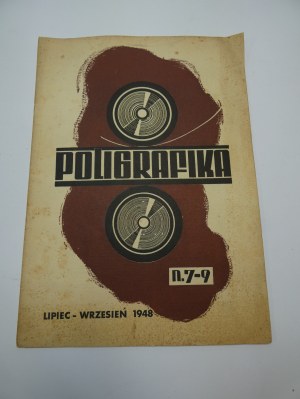 POLIGRAFIKA
n.7-9
LIPIEC - WRZESIEŃ 1948